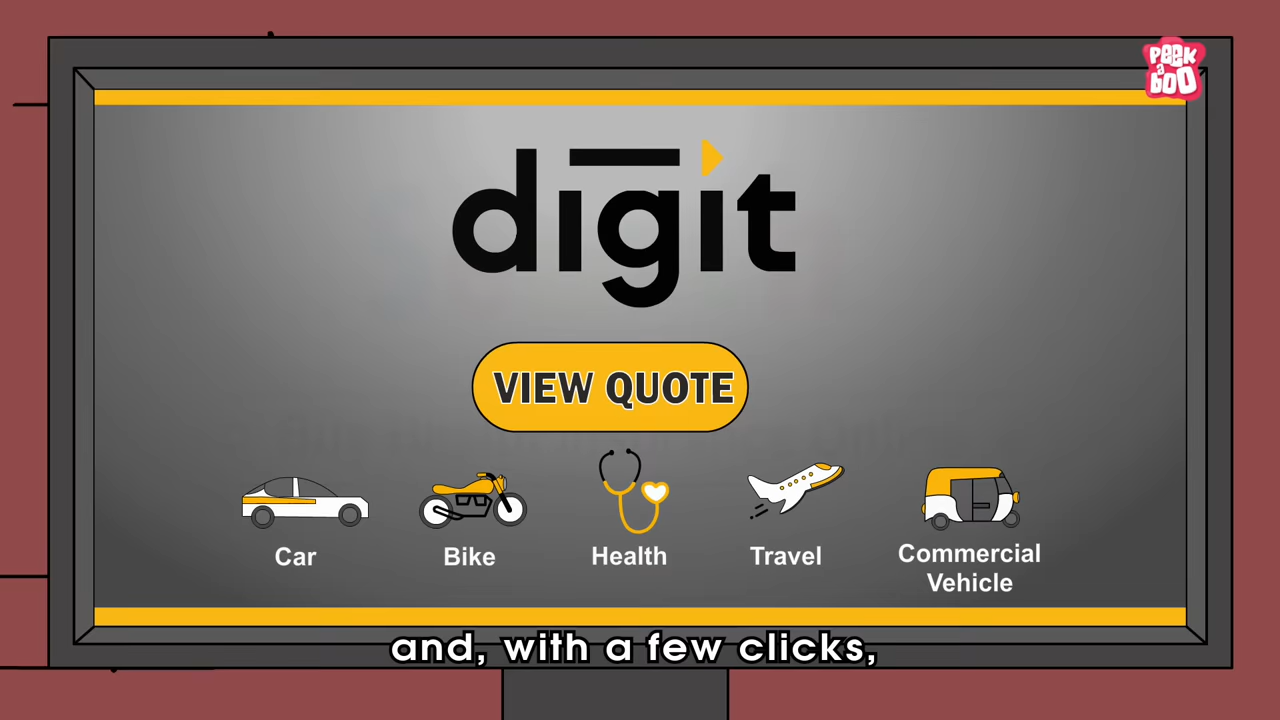 PEEK
a
BOO
digit
VIEW QUOTE
Car
Bike
Health
Travel
Commercial
Vehicle
and, with a few clicks,